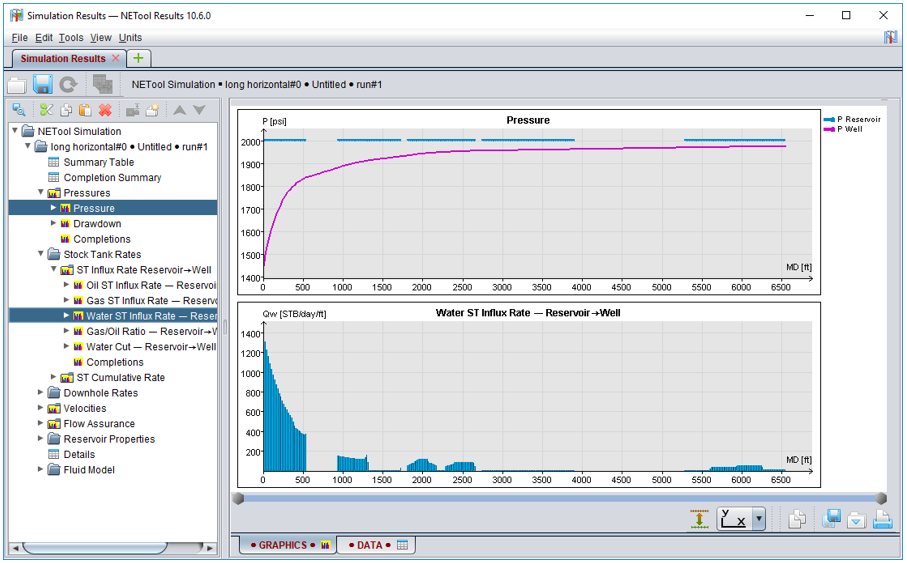 Simulation Results — NETool Results 10.6.0
File Edit Tools View Units
Simulation Results
NETool Simulation • long horizontal#0 • Untitled • run#1
NETool Simulation
long horizontal#0 • Untitled • run#1
Summary Table
Completion Summary
Pressures
Pressure
Drawdown
Completions
Stock Tank Rates
ST Influx Rate Reservoir→Well
Oil ST Influx Rate — Reservoi
Gas ST Influx Rate — Reserv
Water ST Influx Rate — Rese
Gas/Oil Ratio — Reservoir→W
Water Cut — Reservoir→Well
Completions
ST Cumulative Rate
Downhole Rates
Velocities
Flow Assurance
Reservoir Properties
Details
Fluid Model
P [psi]
Pressure
2000
1900
1800
1700
1600
1500
1400
MD [ft]
0 500 1000 1500 2000 2500 3000 3500 4000 4500 5000 5500 6000 6500
P Reservoir
P Well
Qw [STB/day/ft]
Water ST Influx Rate — Reservoir→Well
1400
1200
1000
800
600
400
200
MD [ft]
0 500 1000 1500 2000 2500 3000 3500 4000 4500 5000 5500 6000 6500
Y
X
• GRAPHICS •
• DATA •